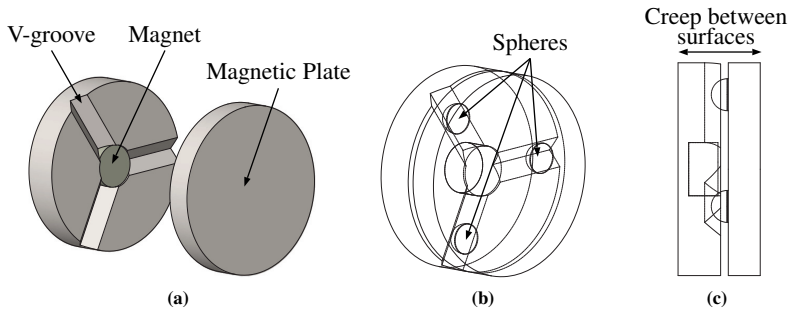 V-groove
Magnet
Magnetic Plate
(a)
Spheres
(b)
Creep between
surfaces
(c)